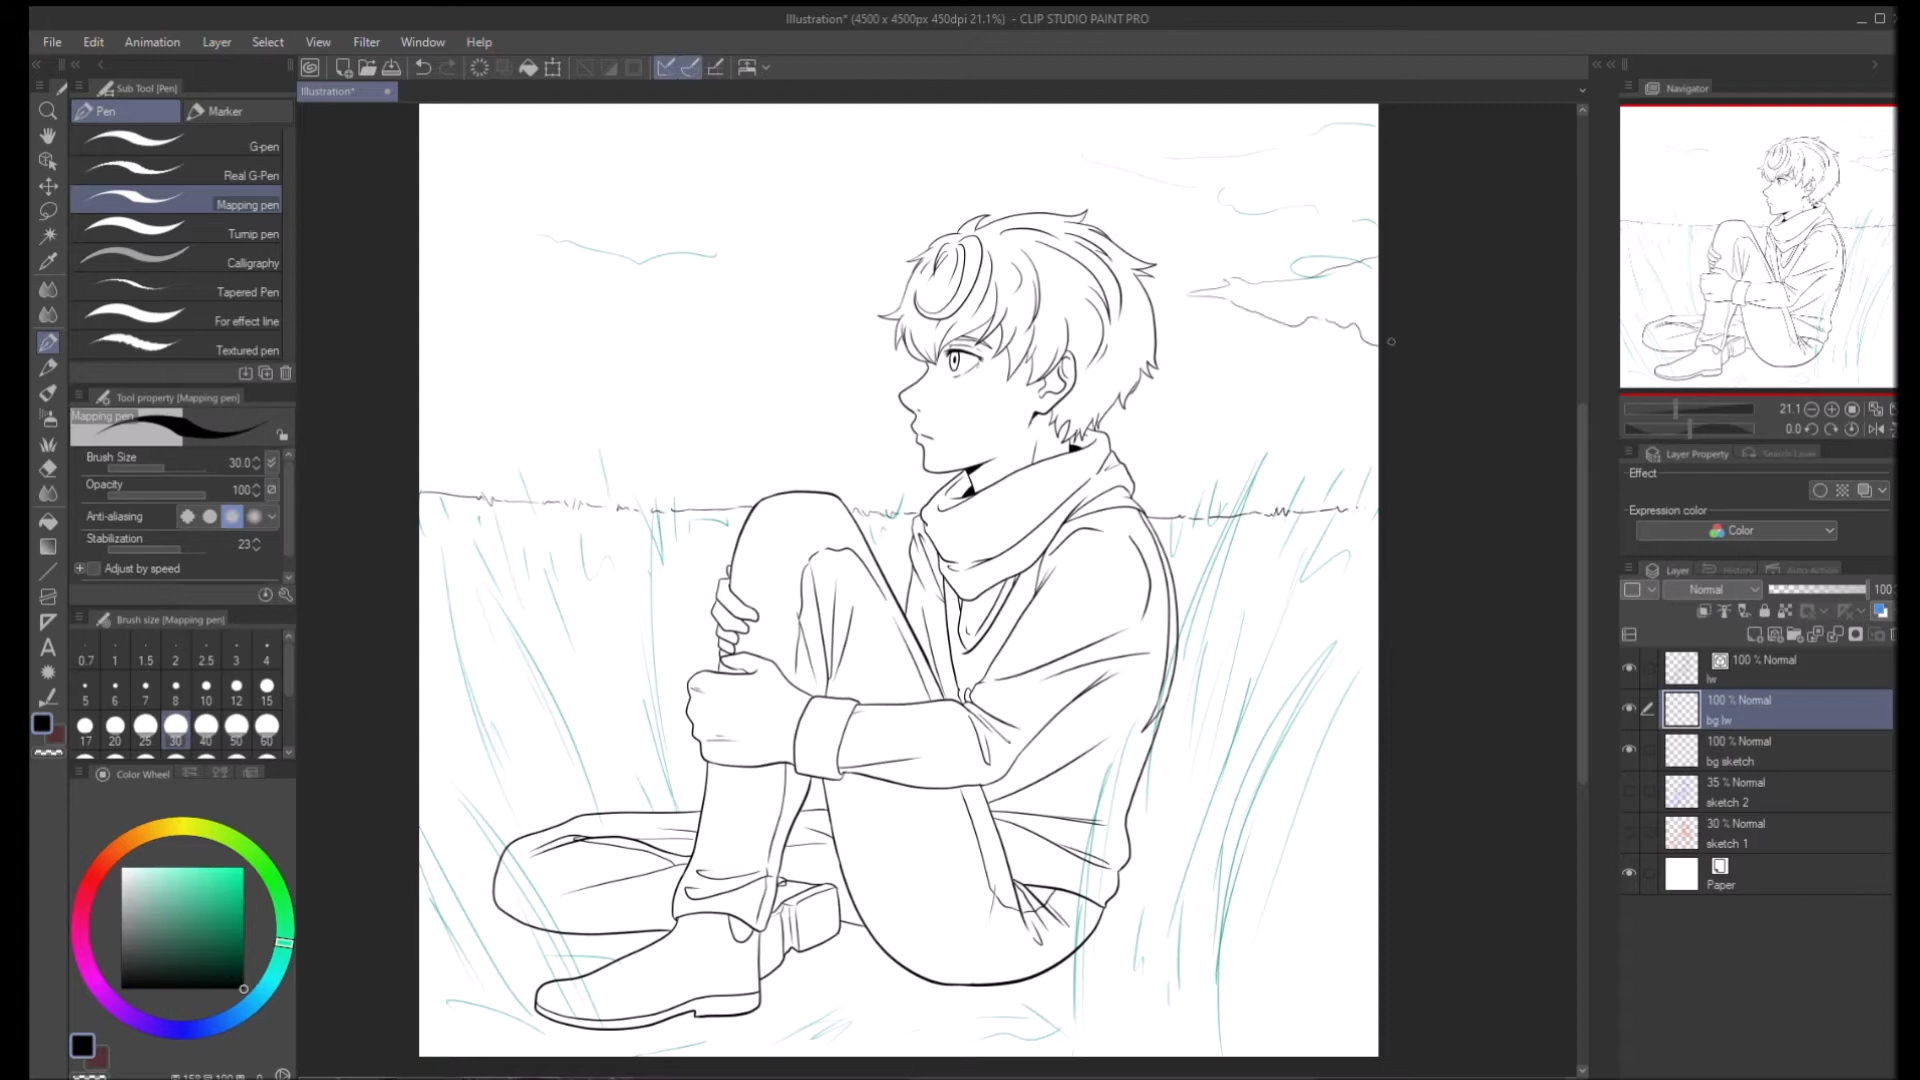 Illustration* (4500 x 4500px 450dpi 21.1%) - CLIP STUDIO PAINT PRO
File Edit Animation Layer Select View Filter Window Help
Sub Tool [Pen]
Pen Marker
Illustration*
G-pen
Real G-Pen
Mapping pen
Turnip pen
Calligraphy
Tapered Pen
For effect line
Textured pen
Tool property [Mapping pen]
Mapping pen
Brush Size 30.0
Opacity 100
Anti-aliasing
Stabilization 23
Adjust by speed
Brush size [Mapping pen]
0.7 1 1.5 2 2.5 3 4
5 6 7 8 10 12 15
17 20 25 30 40 50 60
Color Wheel
Navigator
21.1
0.0
Layer Property Search Layer
Effect
Expression color
Color
Layer History Auto Action
Normal 100
100 % Normal
lw
100 % Normal
bg lw
100 % Normal
bg sketch
35 % Normal
sketch 2
30 % Normal
sketch 1
Paper